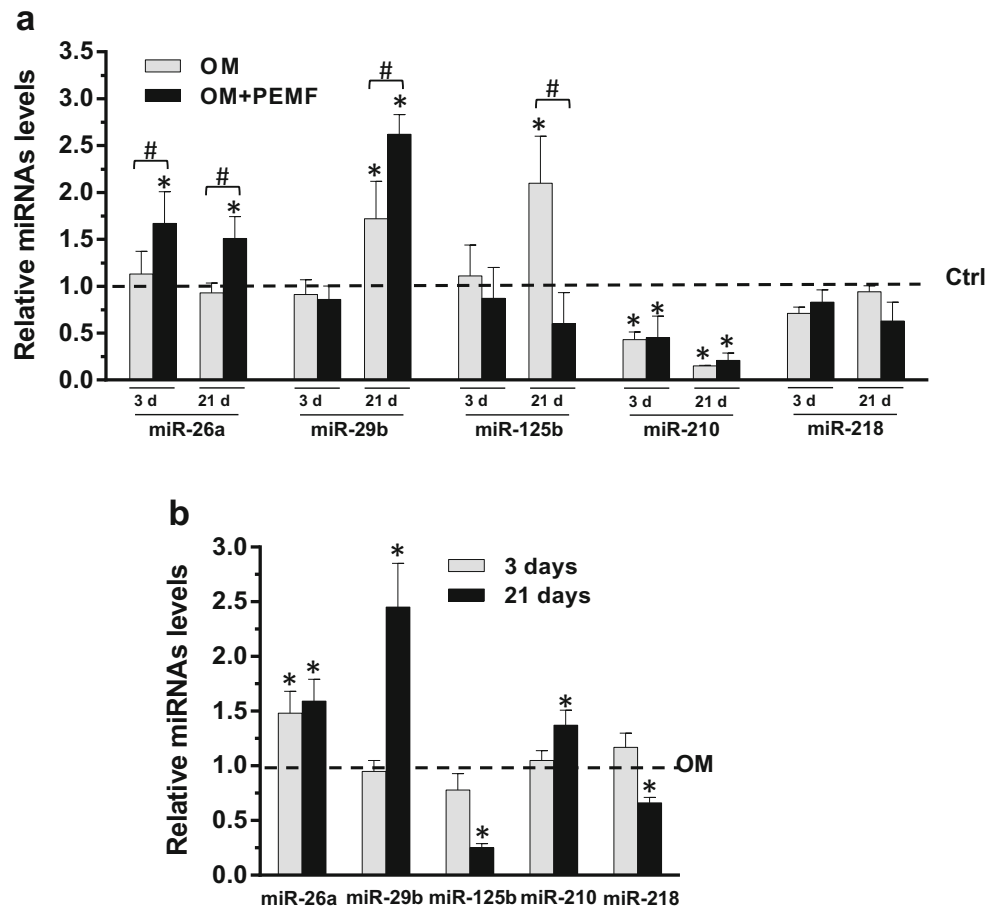 a
Relative miRNAs levels
3.5
3.0
2.5
2.0
1.5
1.0
0.5
0.0
OM
OM+PEMF
# * # * * # * * # * * * * *
Ctrl
3 d 21 d 3 d 21 d 3 d 21 d 3 d 21 d 3 d 21 d
miR-26a miR-29b miR-125b miR-210 miR-218
b
Relative miRNAs levels
3.0
2.5
2.0
1.5
1.0
0.5
0.0
3 days
21 days
* * * * * *
OM
miR-26a miR-29b miR-125b miR-210 miR-218